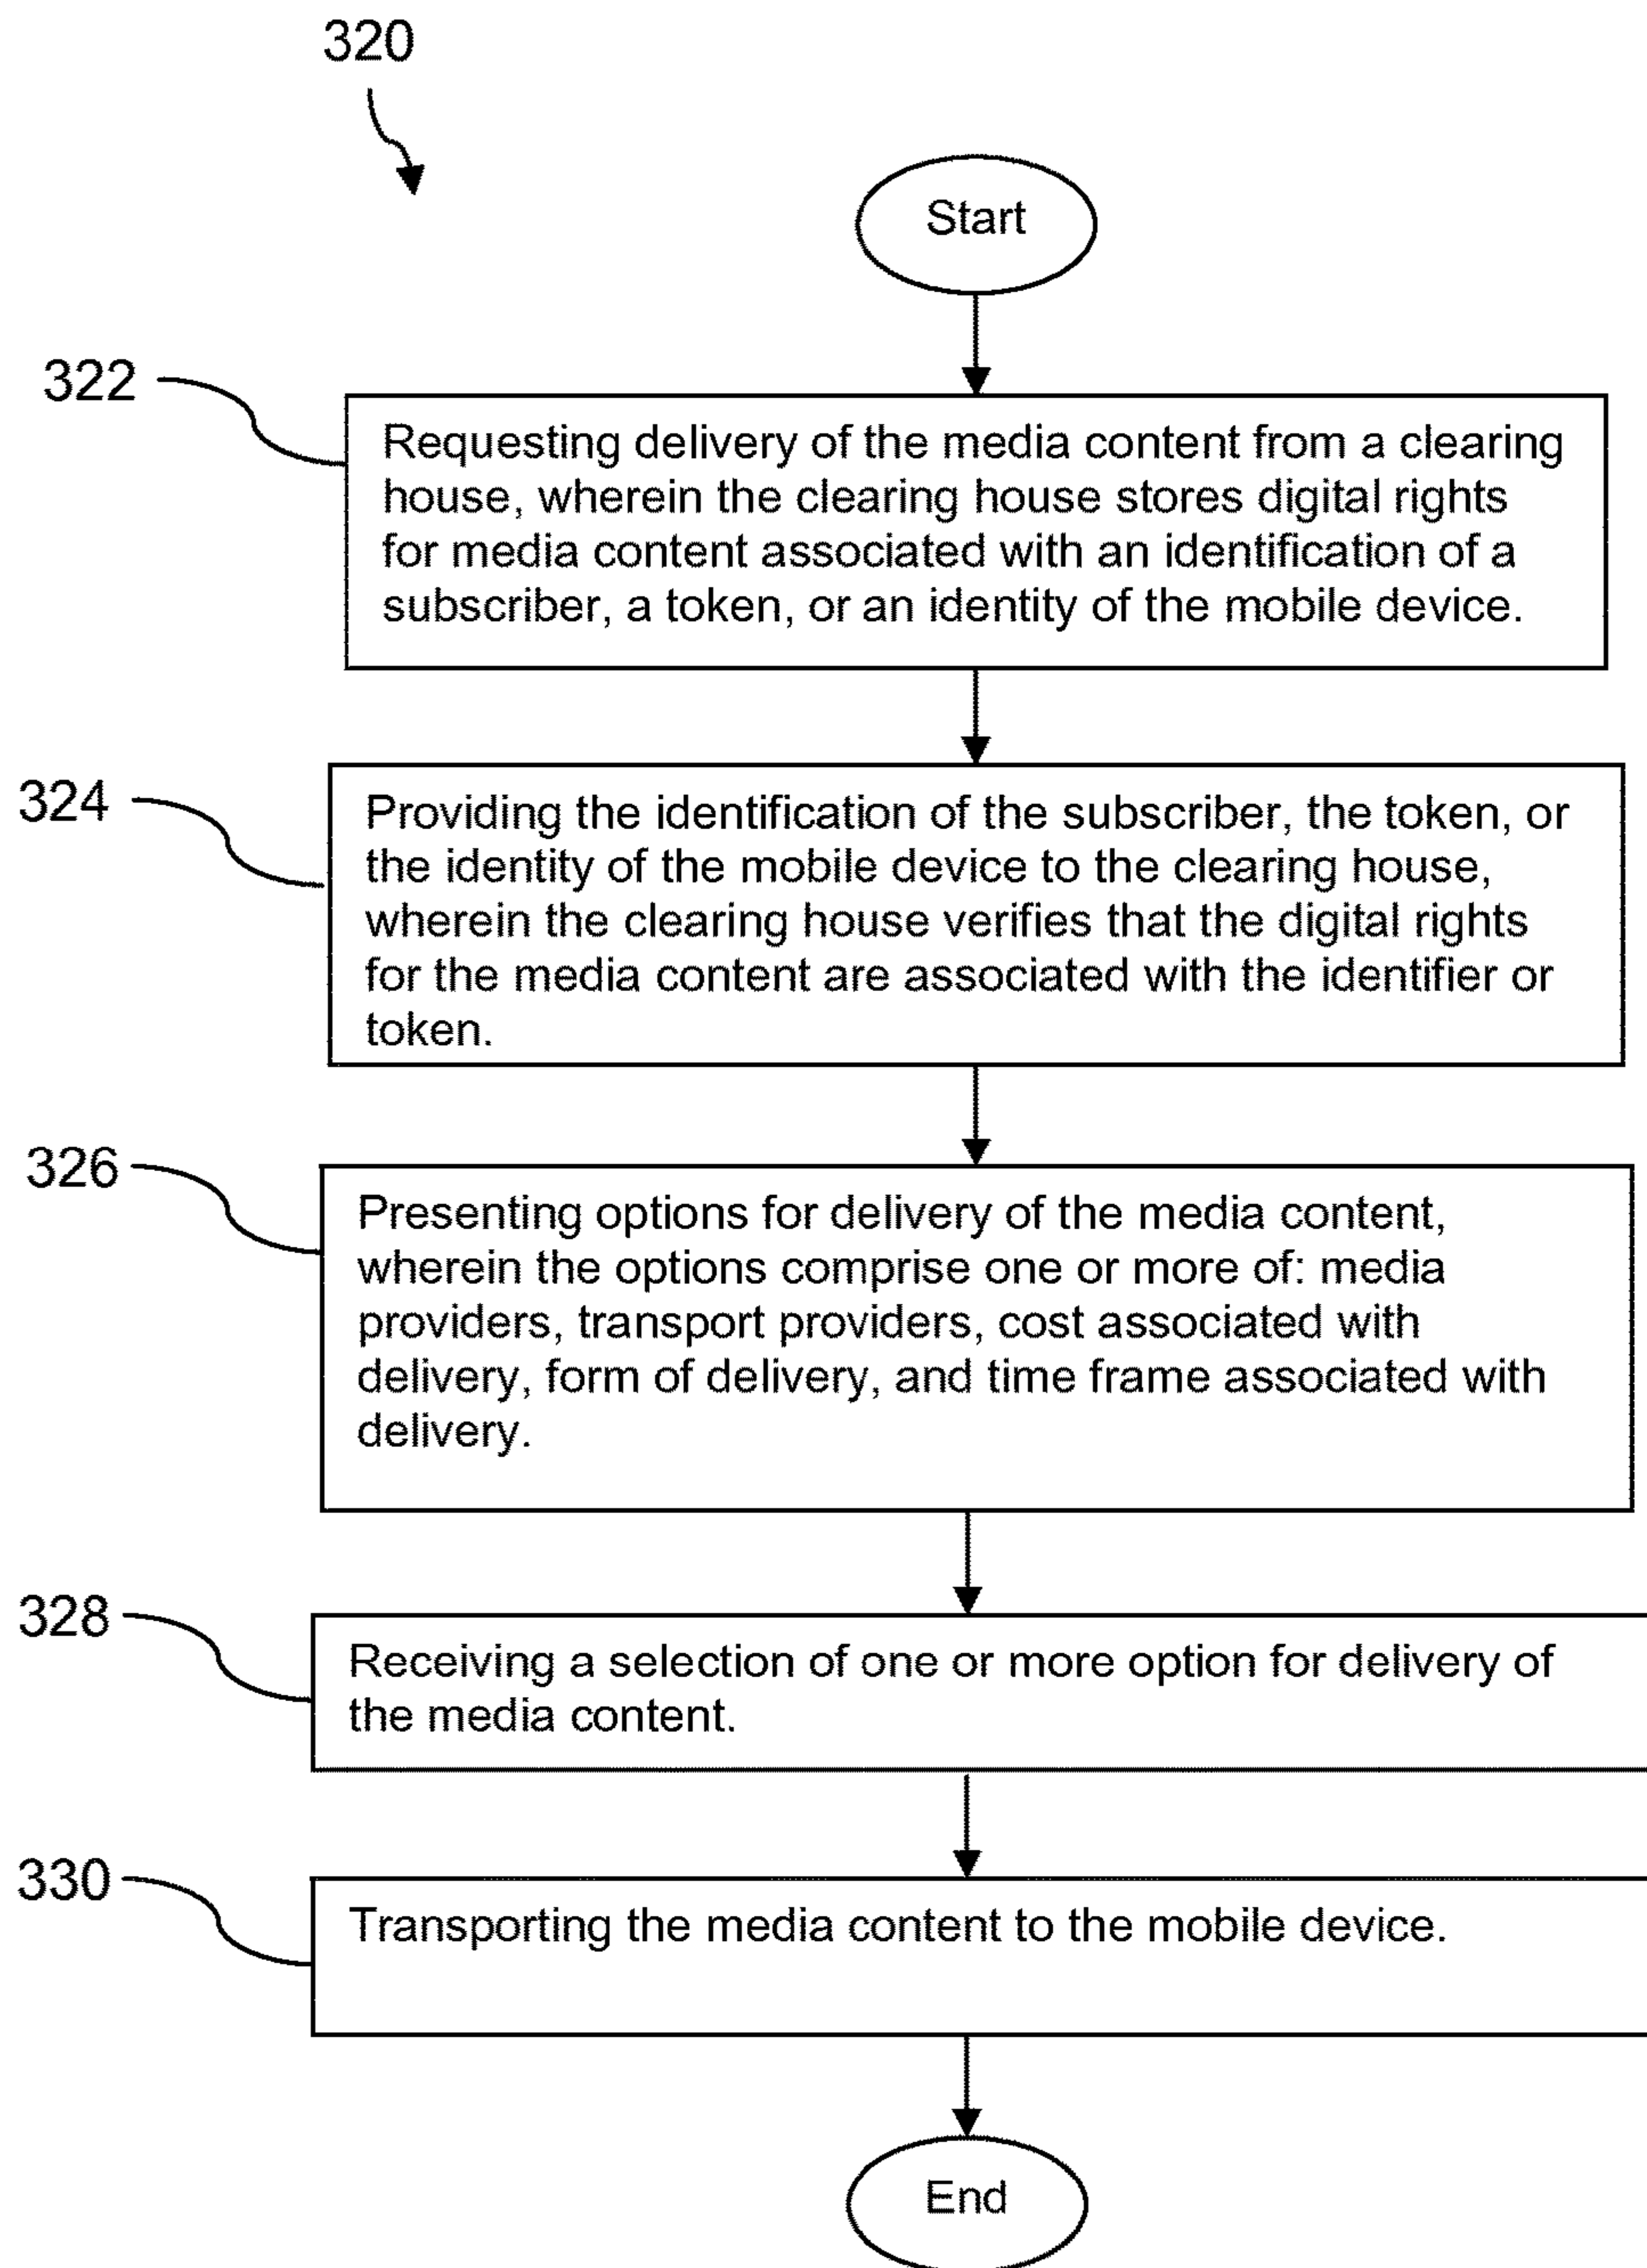 320
Start
322
Requesting delivery of the media content from a clearing
house, wherein the clearing house stores digital rights
for media content associated with an identification of a
subscriber, a token, or an identity of the mobile device.
324
Providing the identification of the subscriber, the token, or
the identity of the mobile device to the clearing house,
wherein the clearing house verifies that the digital rights
for the media content are associated with the identifier or
token.
326
Presenting options for delivery of the media content,
wherein the options comprise one or more of: media
providers, transport providers, cost associated with
delivery, form of delivery, and time frame associated with
delivery.
328
Receiving a selection of one or more option for delivery of
the media content.
330
Transporting the media content to the mobile device.
End